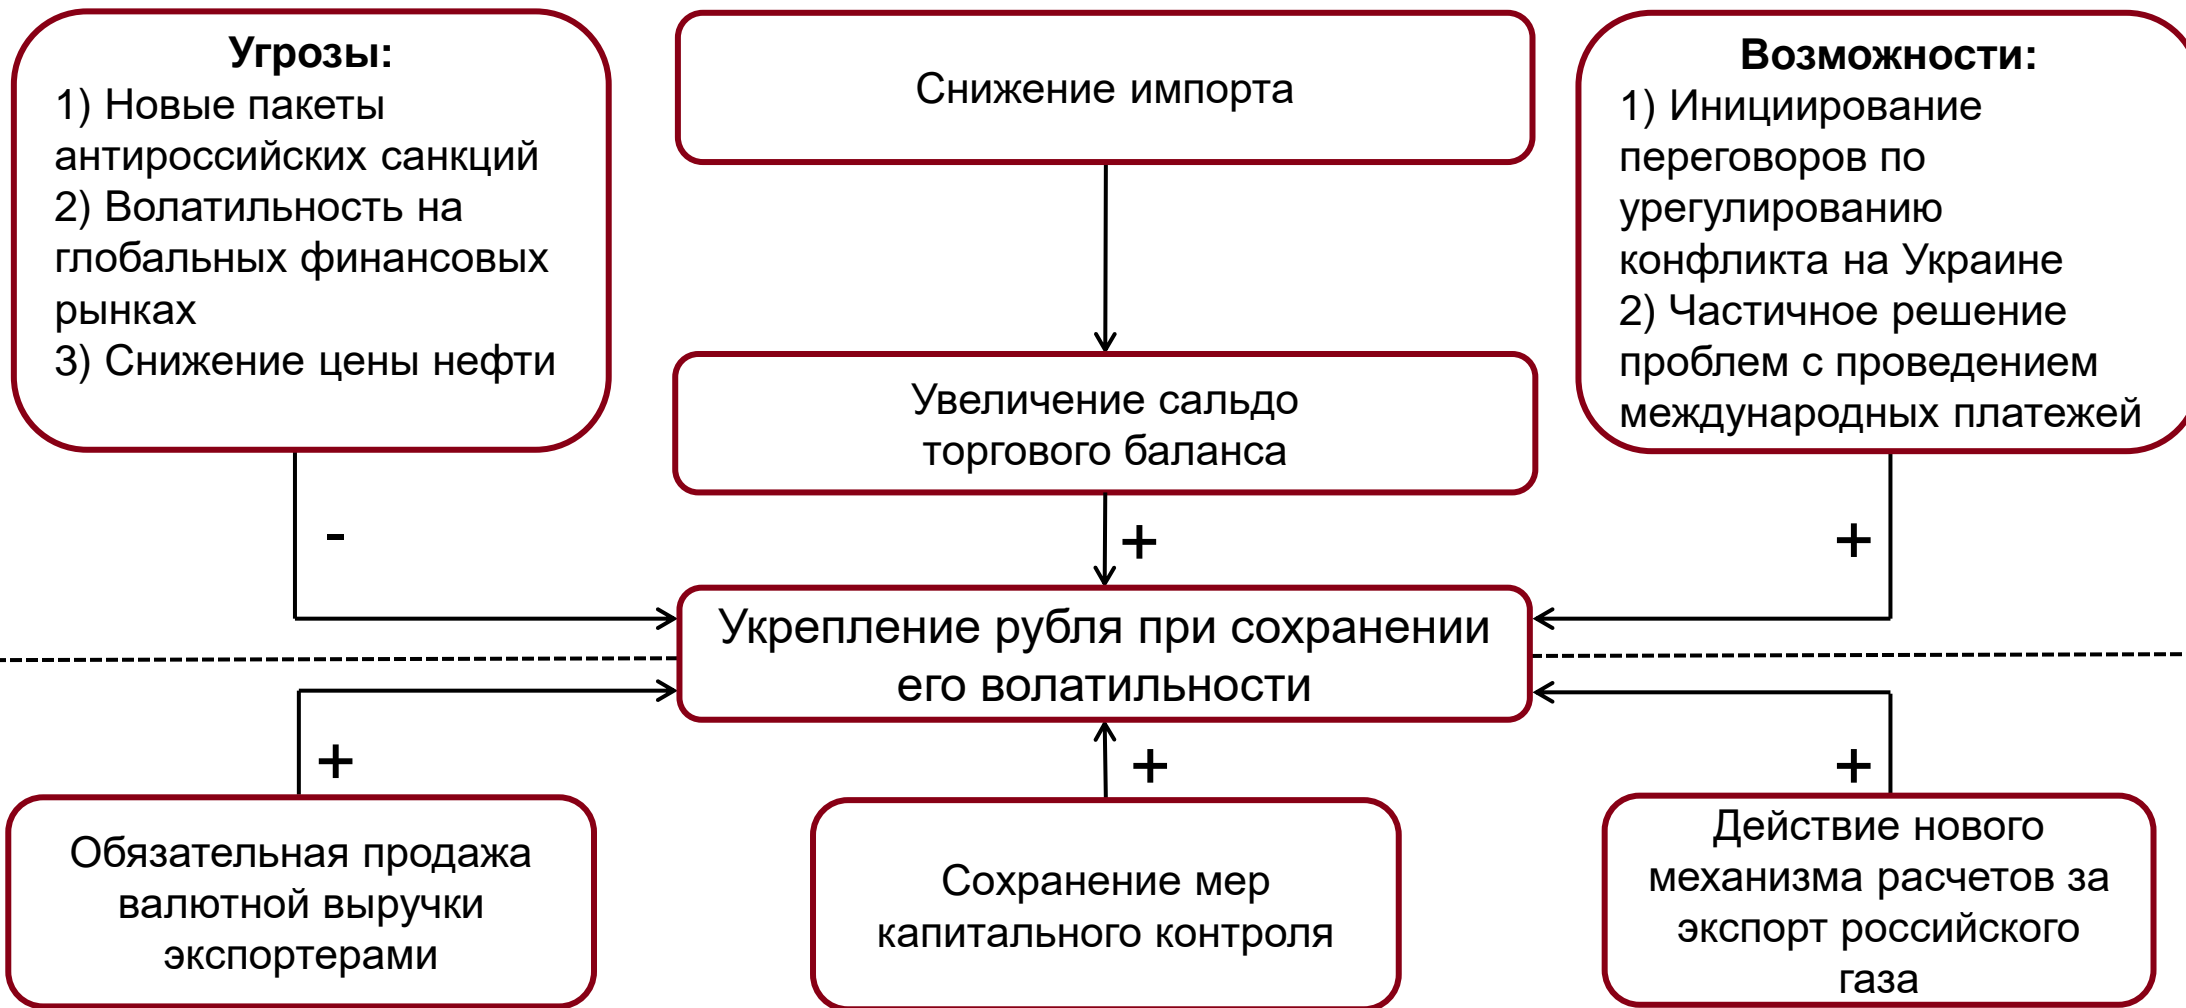 Угрозы:
1) Новые пакеты
антироссийских санкций
2) Волатильность на
глобальных финансовых
рынках
3) Снижение цены нефти
Снижение импорта
Возможности:
1) Инициирование
переговоров по
урегулированию
конфликта на Украине
2) Частичное решение
проблем с проведением
международных платежей
Увеличение сальдо
торгового баланса
-
+
+
Укрепление рубля при сохранении
его волатильности
+
+
+
Обязательная продажа
валютной выручки
экспортерами
Сохранение мер
капитального контроля
Действие нового
механизма расчетов за
экспорт российского
газа